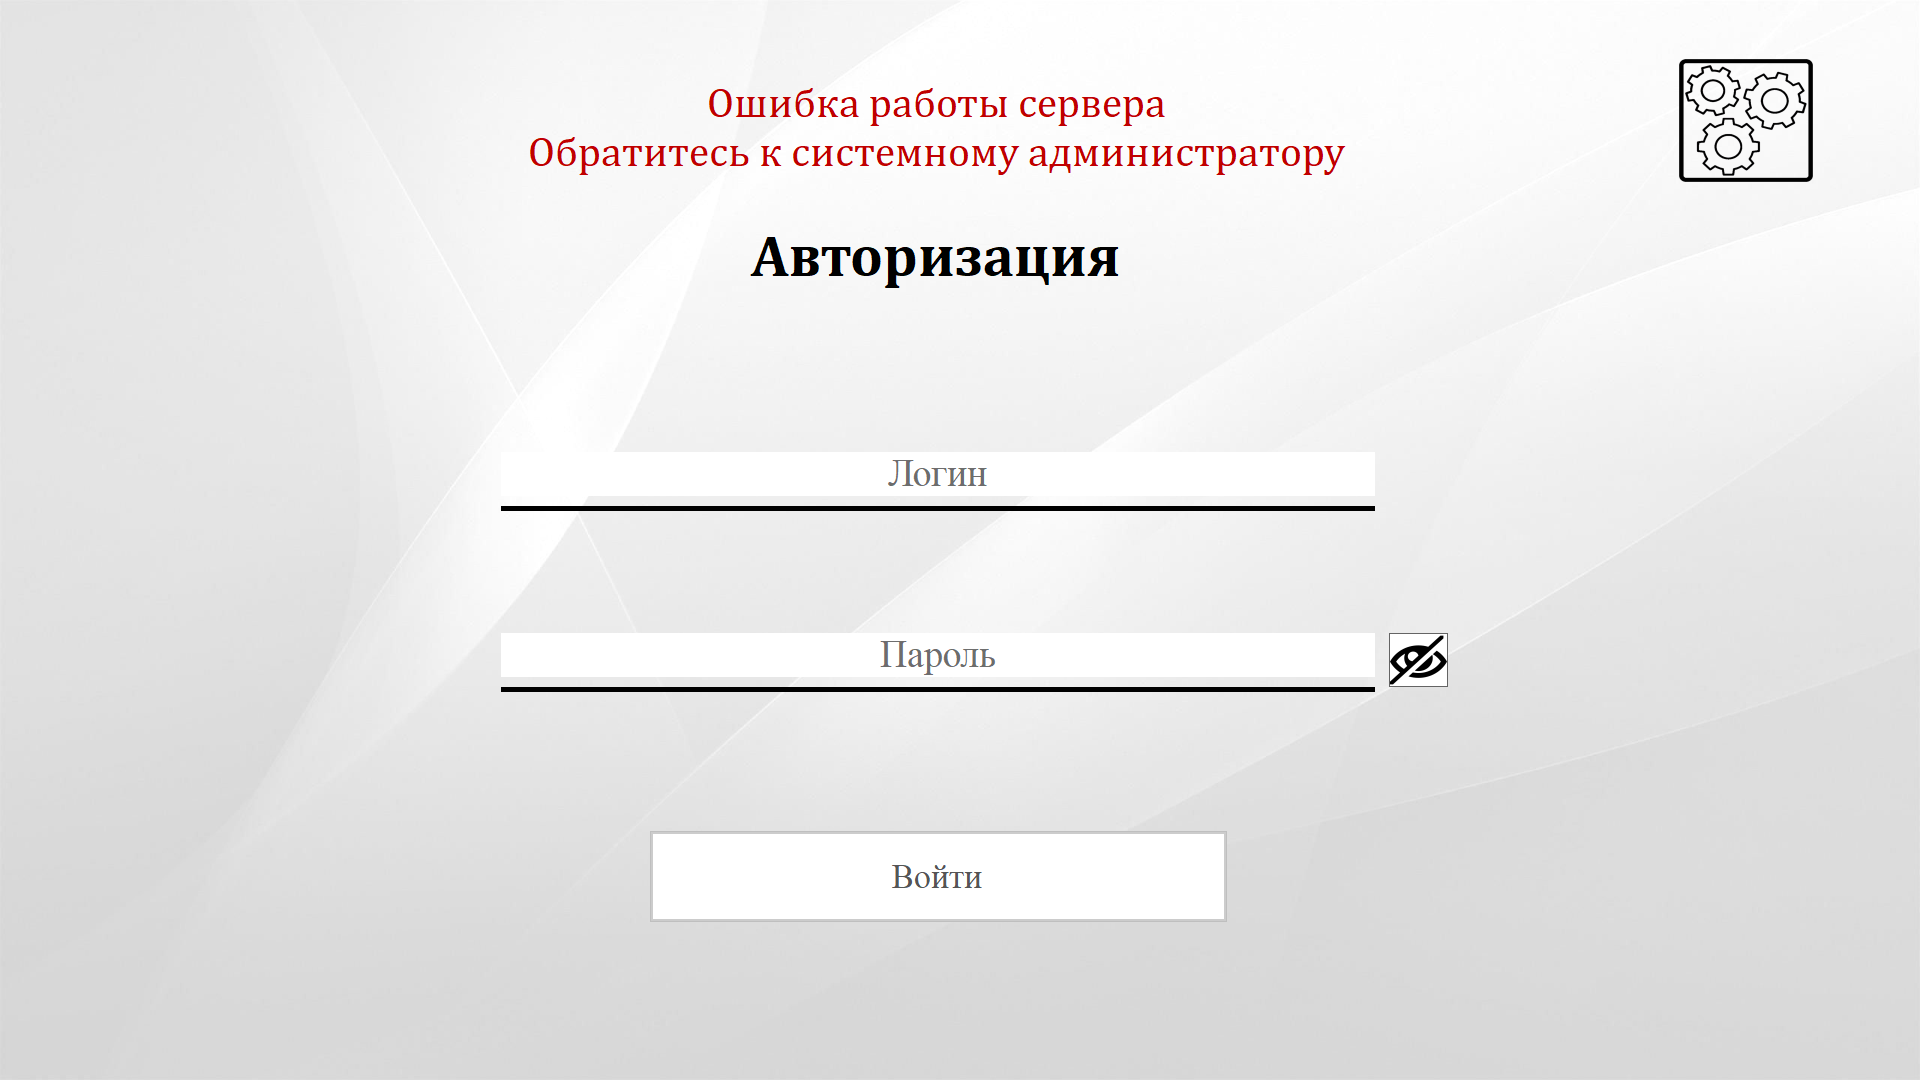 Ошибка работы сервера
Обратитесь к системному администратору
Авторизация
Логин
Пароль
Войти